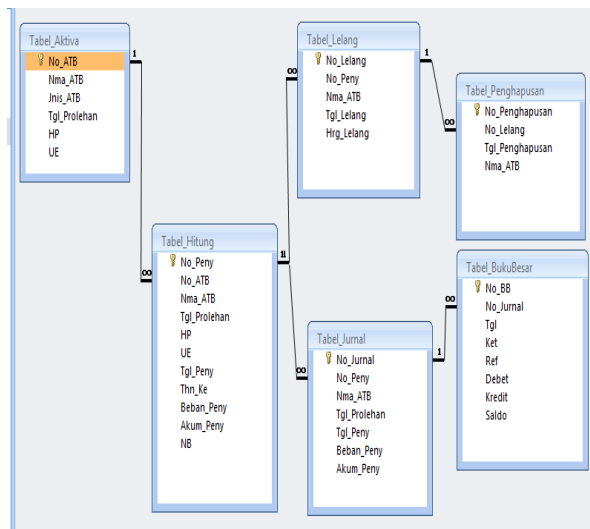 Tabel_Aktiva
No_ATB
Nma_ATB
Jnis_ATB
Tgl_Prolehan
HP
UE
1
∞
Tabel_Hitung
No_Peny
No_ATB
Nma_ATB
Tgl_Prolehan
HP
UE
Tgl_Peny
Thn_Ke
Beban_Peny
Akum_Peny
NB
1
1
∞
Tabel_Lelang
No_Lelang
No_Peny
Nma_ATB
Tgl_Lelang
Hrg_Lelang
1
∞
Tabel_Penghapusan
No_Penghapusan
No_Lelang
Tgl_Penghapusan
Nma_ATB
∞
Tabel_Jurnal
No_Jurnal
No_Peny
Nma_ATB
Tgl_Prolehan
Tgl_Peny
Beban_Peny
Akum_Peny
1
∞
Tabel_BukuBesar
No_BB
No_Jurnal
Tgl
Ket
Ref
Debet
Kredit
Saldo